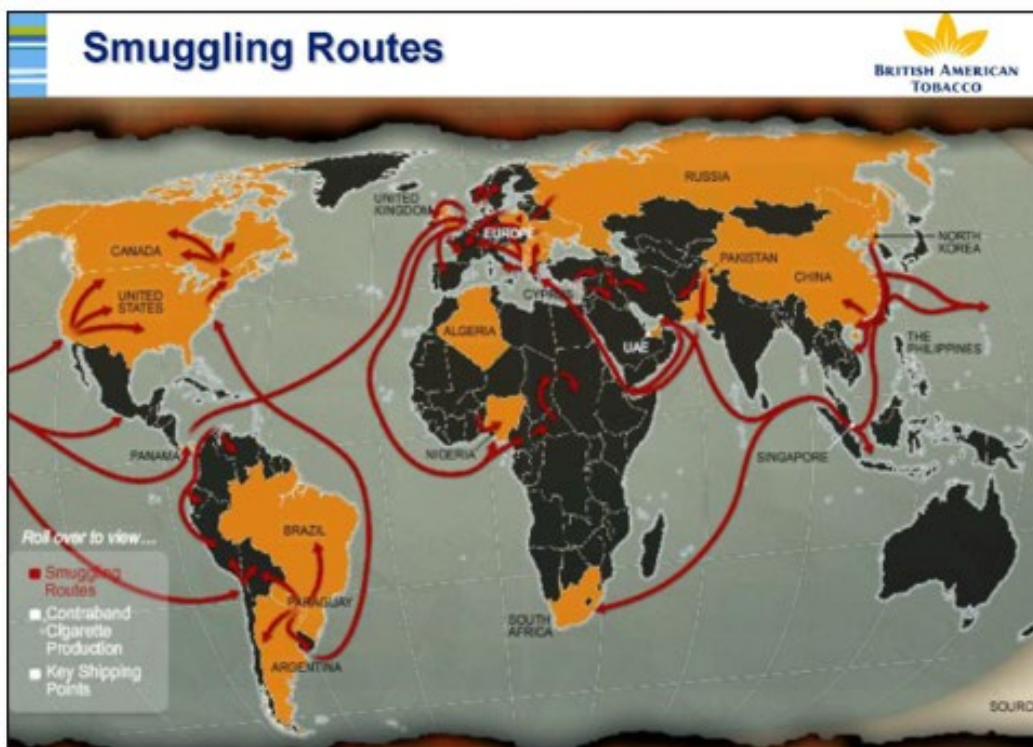 Smuggling Routes
BRITISH AMERICAN
TOBACCO
RUSSIA
UNITED
KINGDOM
EUROPE
NORTH
KOREA
CANADA
PAKISTAN
CHINA
UNITED
STATES
CYPRUS
ALGERIA
UAE
THE
PHILIPPINES
PANAMA
NIDERIA
SINGAPORE
BRAZIL
Roll over to view...
Smuggling
Routes
PARAGUAY
Contraband
Cigarette
Production
SOUTH
AFRICA
ARGENTINA
Key Shipping
Points
SOURC